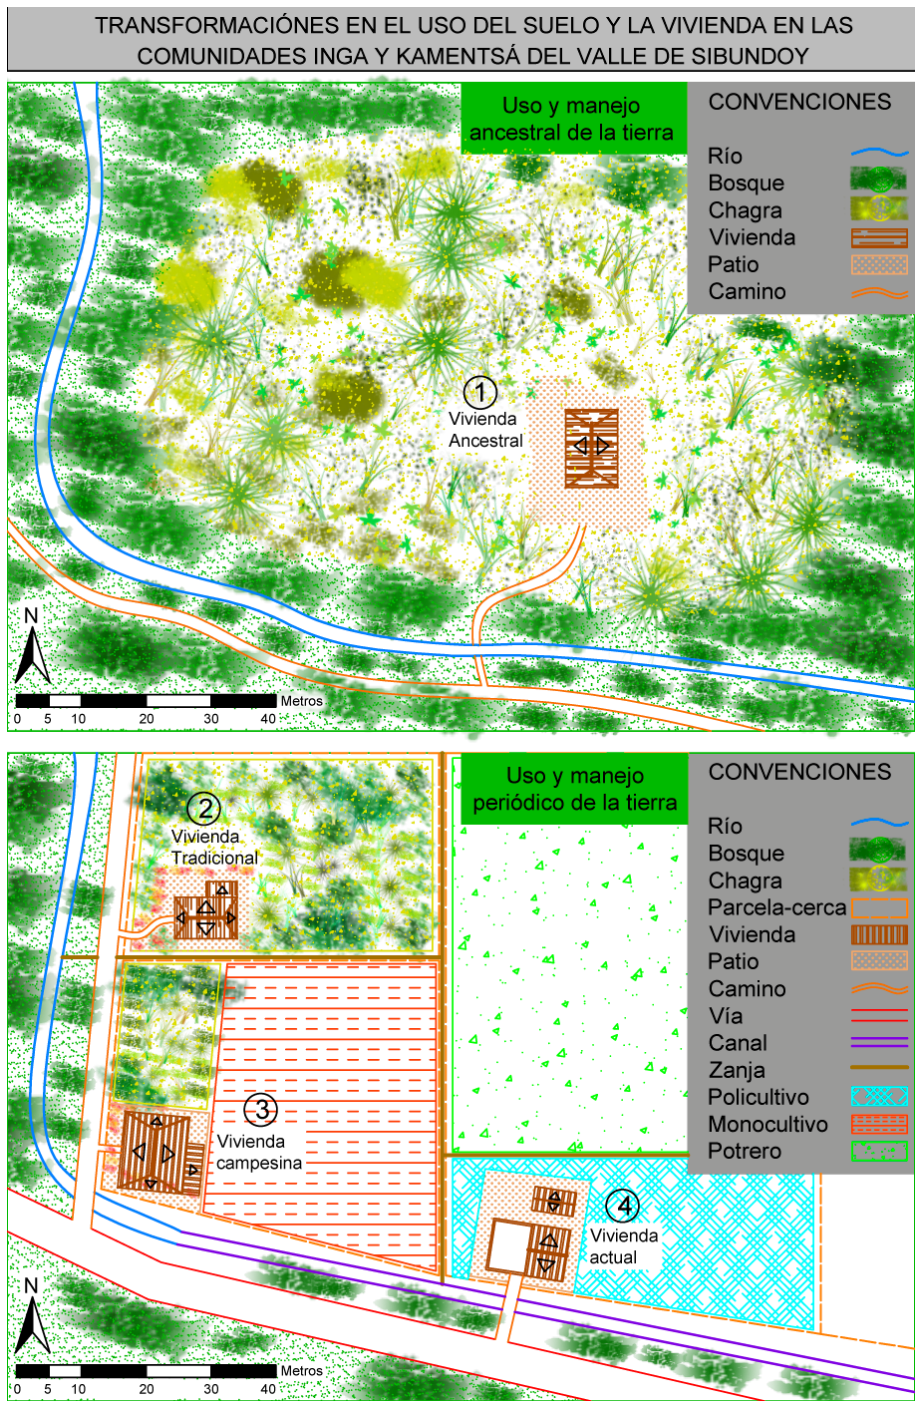 TRANSFORMACIÓNES EN EL USO DEL SUELO Y LA VIVIENDA EN LAS
COMUNIDADES INGA Y KAMENTSÁ DEL VALLE DE SIBUNDOY
Uso y manejo
ancestral de la tierra
CONVENCIONES
Río
Bosque
Chagra
Vivienda
Patio
Camino
1
Vivienda
Ancestral
N
Metros
0 5 10 20 30 40
Uso y manejo
periódico de la tierra
CONVENCIONES
Río
Bosque
Chagra
Parcela-cerca
Vivienda
Patio
Camino
Vía
Canal
Zanja
Policultivo
Monocultivo
Potrero
2
Vivienda
Tradicional
3
Vivienda
campesina
4
Vivienda
actual
N
Metros
0 5 10 20 30 40